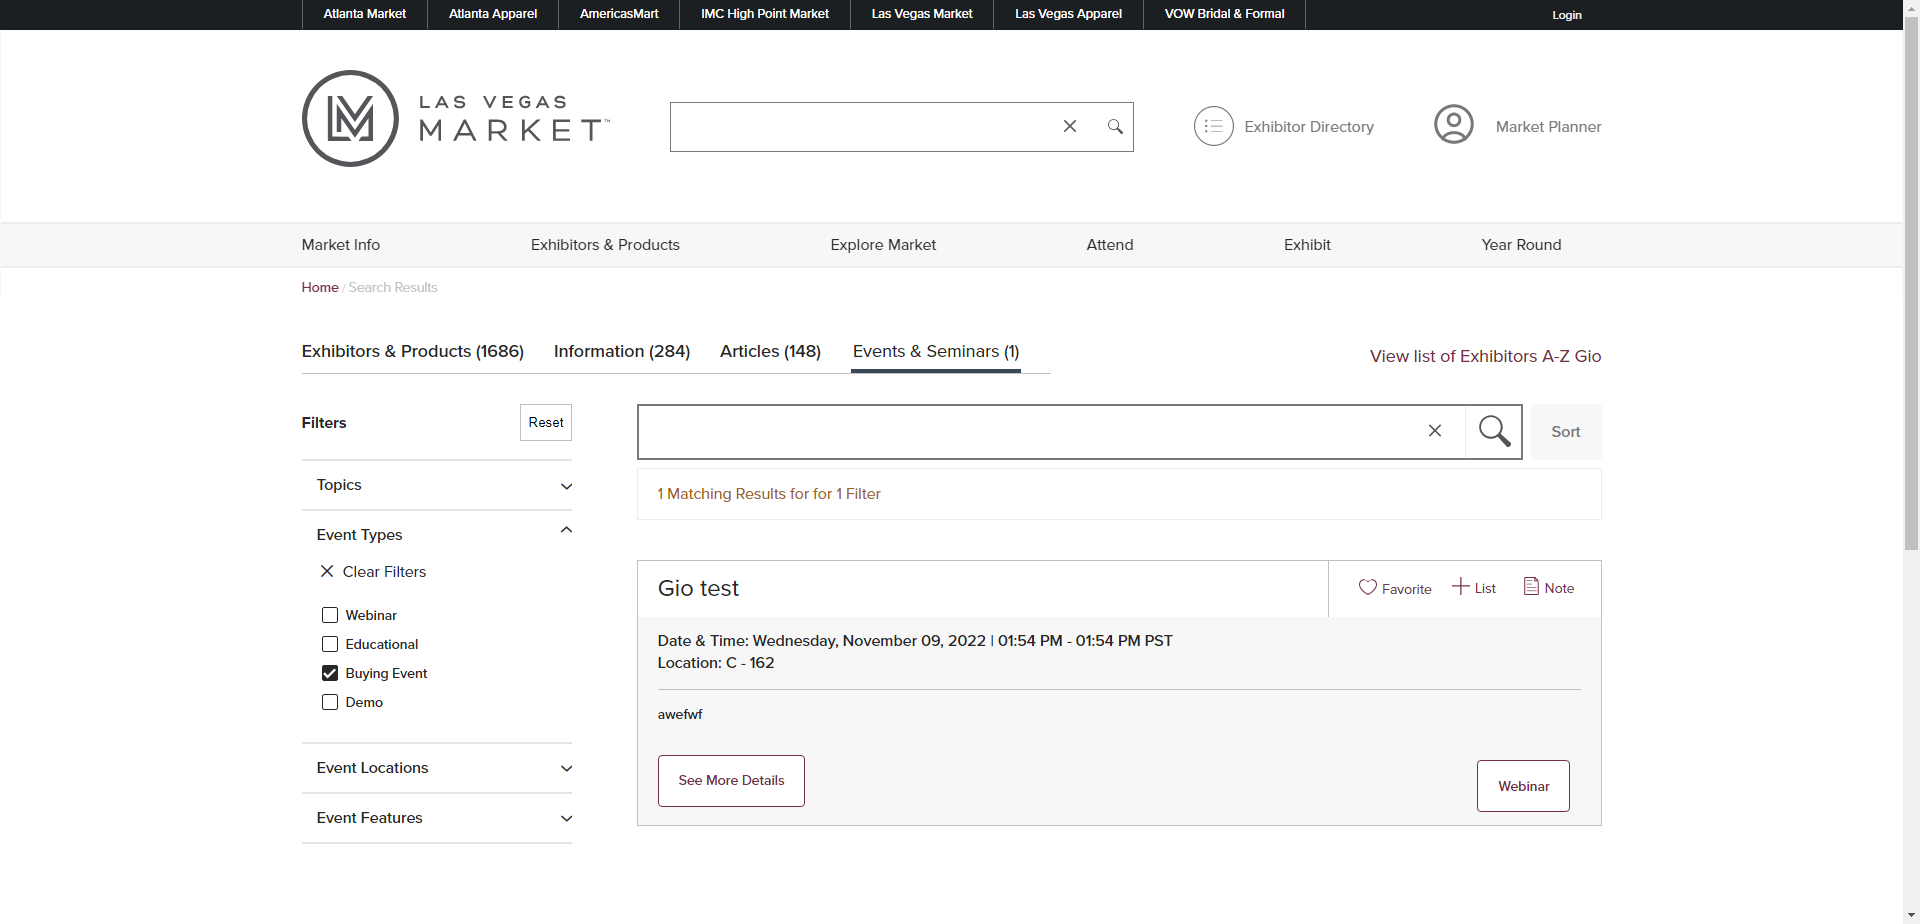 Atlanta Market
Atlanta Apparel
AmericasMart
IMC High Point Market
Las Vegas Market
Las Vegas Apparel
VOW Bridal & Formal
Login
LAS VEGAS
MARKET™
Exhibitor Directory
Market Planner
Market Info
Exhibitors & Products
Explore Market
Attend
Exhibit
Year Round
Home / Search Results
Exhibitors & Products (1686)
Information (284)
Articles (148)
Events & Seminars (1)
View list of Exhibitors A-Z Gio
Filters
Reset
Topics
Event Types
Clear Filters
Webinar
Educational
Buying Event
Demo
Event Locations
Event Features
Sort
1 Matching Results for for 1 Filter
Gio test
Favorite
List
Note
Date & Time: Wednesday, November 09, 2022 | 01:54 PM - 01:54 PM PST
Location: C - 162
awefwf
See More Details
Webinar